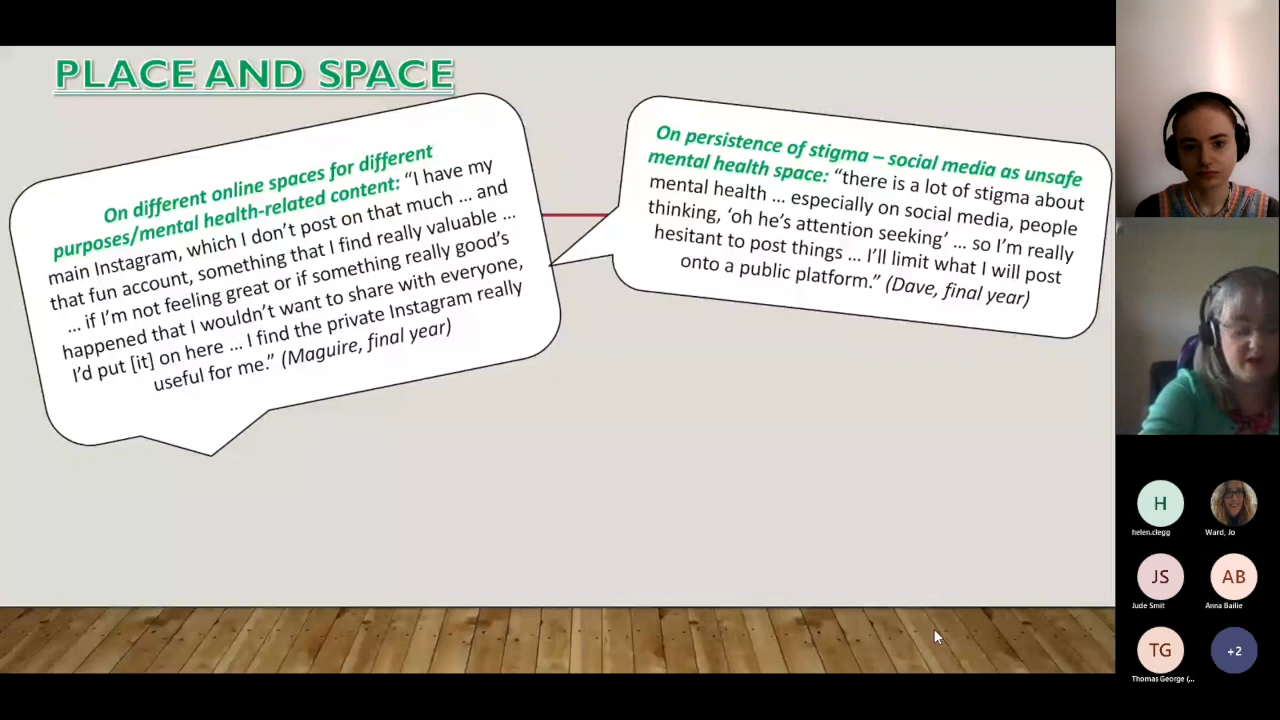 PLACE AND SPACE
On different online spaces for different
purposes/mental health-related content: “I have my
main Instagram, which I don’t post on that much … and
that fun account, something that I find really valuable …
… if I’m not feeling great or if something really good’s
happened that I wouldn’t want to share with everyone,
I’d put [it] on here … I find the private Instagram really
useful for me.” (Maguire, final year)
On persistence of stigma – social media as unsafe
mental health space: “there is a lot of stigma about
mental health … especially on social media, people
thinking, ‘oh he’s attention seeking’ … so I’m really
hesitant to post things … I’ll limit what I will post
onto a public platform.” (Dave, final year)
H
helen.clegg
Ward, Jo
JS
Jude Smit
AB
Anna Bailie
TG
Thomas George (...
+2